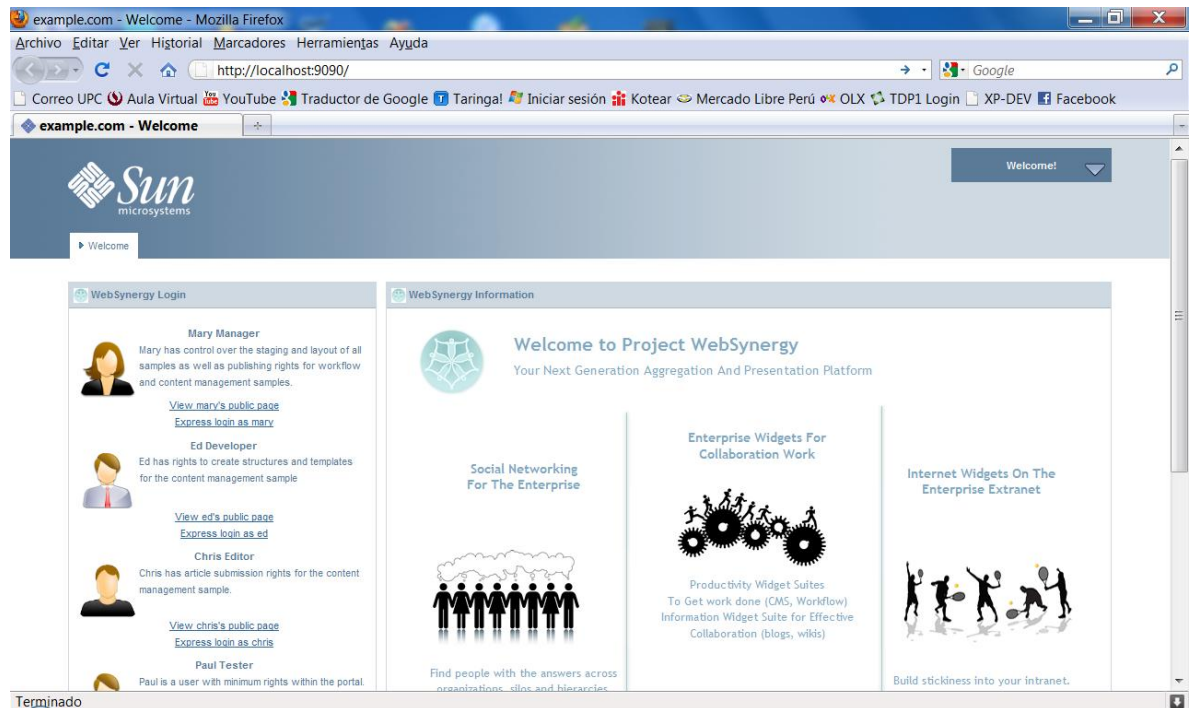 example.com - Welcome - Mozilla Firefox
Archivo Editar Ver Historial Marcadores Herramientas Ayuda
http://localhost:9090/
Google
Correo UPC Aula Virtual YouTube Traductor de Google Taringa! Iniciar sesión Kotear Mercado Libre Perú OLX TDP1 Login XP-DEV Facebook
example.com - Welcome
Sun
microsystems
Welcome!
Welcome
WebSynergy Login
Mary Manager
Mary has control over the staging and layout of all
samples as well as publishing rights for workflow
and content management samples.
View mary's public page
Express login as mary
Ed Developer
Ed has rights to create structures and templates
for the content management sample
View ed's public page
Express login as ed
Chris Editor
Chris has article submission rights for the content
management sample.
View chris's public page
Express login as chris
Paul Tester
Paul is a user with minimum rights within the portal.
WebSynergy Information
Welcome to Project WebSynergy
Your Next Generation Aggregation And Presentation Platform
Social Networking
For The Enterprise
Find people with the answers across
organizations, silos and hierarcies
Enterprise Widgets For
Collaboration Work
Productivity Widget Suites
To Get work done (CMS, Workflow)
Information Widget Suite for Effective
Collaboration (blogs, wikis)
Internet Widgets On The
Enterprise Extranet
Build stickiness into your intranet.
Terminado